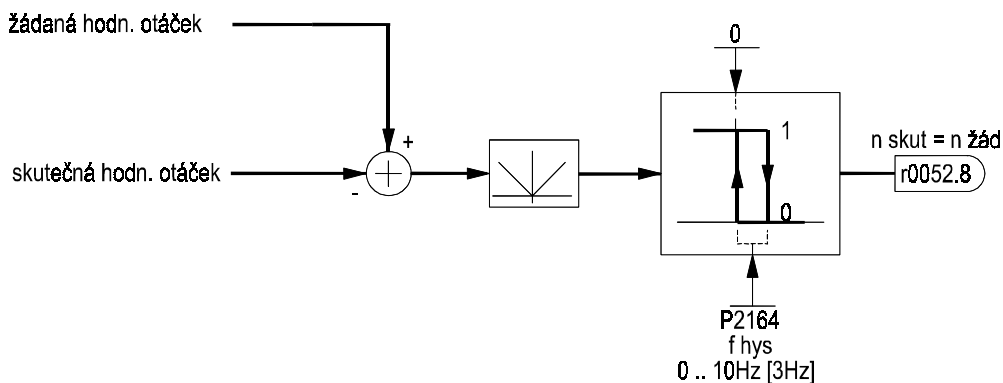 žádaná hodn. otáček
0
+
1
n skut = n žád
skutečná hodn. otáček
r0052.8
-
0
P2164
f hys
0 .. 10Hz [3Hz]